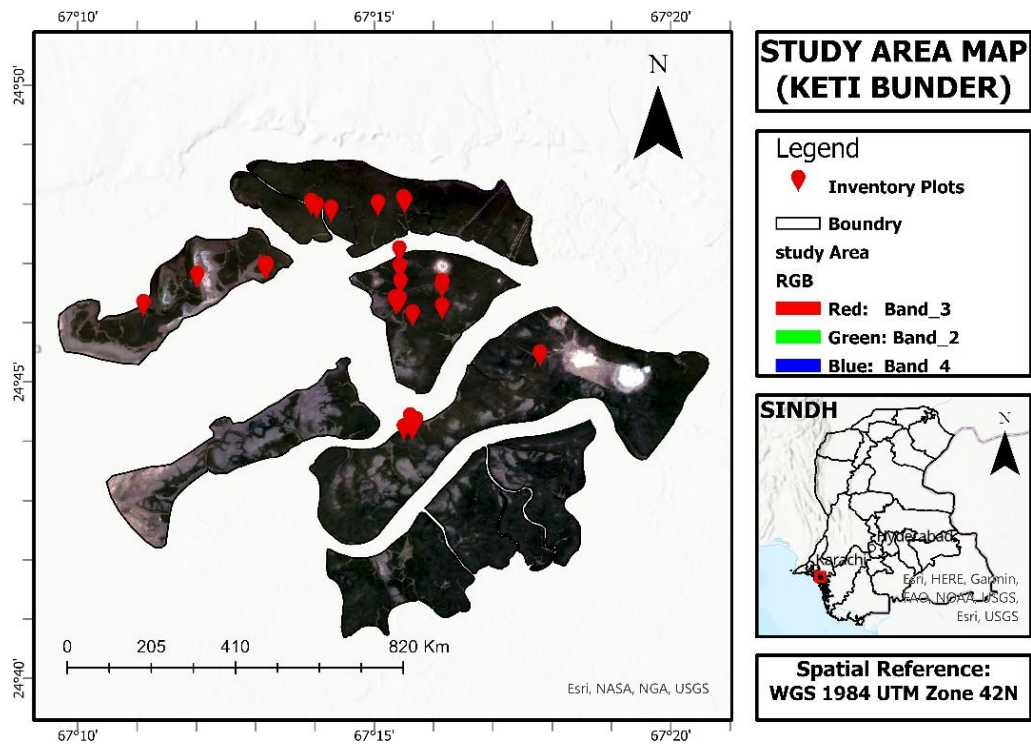 67°10'
67°15'
67°20'
24°50'
24°45'
24°40'
N
0 205 410 820 Km
Esri, NASA, NGA, USGS
67°10'
67°15'
67°20'
STUDY AREA MAP
(KETI BUNDER)
Legend
Inventory Plots
Boundry
study Area
RGB
Red: Band_3
Green: Band_2
Blue: Band_4
SINDH
N
Hyderabad
Karachi
Esri, HERE, Garmin,
FAO, NOAA, USGS,
Esri, USGS
Spatial Reference:
WGS 1984 UTM Zone 42N